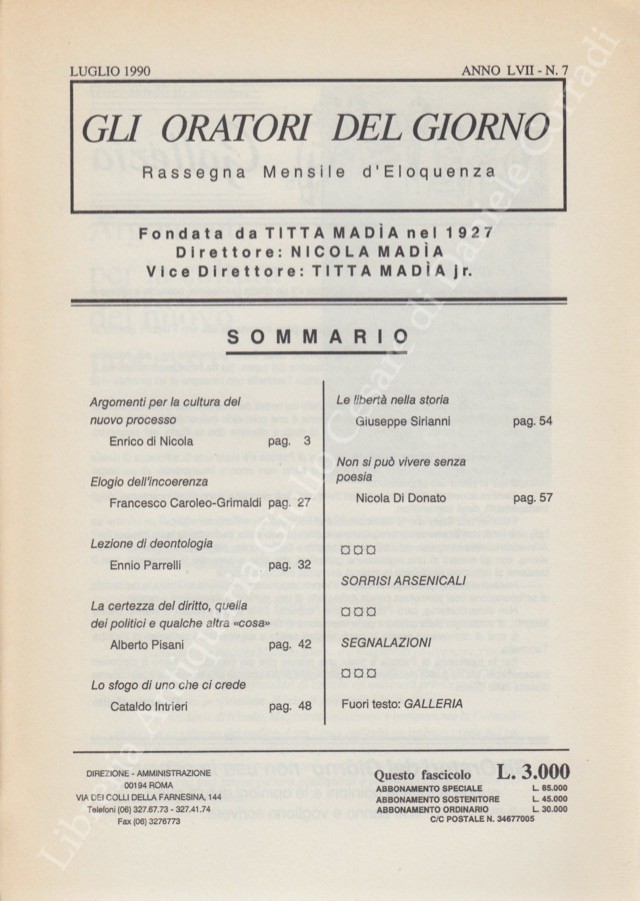 LUGLIO 1990
ANNO LVII - N. 7
GLI ORATORI DEL GIORNO
Rassegna Mensile d'Eloquenza
Fondata da TITTA MADÌA nel 1927
Direttore: NICOLA MADÌA
Vice Direttore: TITTA MADÌA jr.
SOMMARIO
Argomenti per la cultura del
nuovo processo
Enrico di Nicola pag. 3
Elogio dell'incoerenza
Francesco Caroleo-Grimaldi pag. 27
Lezione di deontologia
Ennio Parrelli pag. 32
La certezza del diritto, quella
dei politici e qualche altra «cosa»
Alberto Pisani pag. 42
Lo sfogo di uno che ci crede
Cataldo Intrieri pag. 48
Le libertà nella storia
Giuseppe Sirianni pag. 54
Non si può vivere senza
poesia
Nicola Di Donato pag. 57
SORRISI ARSENICALI
SEGNALAZIONI
Fuori testo: GALLERIA
DIREZIONE - AMMINISTRAZIONE
00194 ROMA
VIA DEI COLLI DELLA FARNESINA, 144
Telefoni (06) 327.67.73 - 327.41.74
Fax (06) 3276773
Questo fascicolo L. 3.000
ABBONAMENTO SPECIALE L. 85.000
ABBONAMENTO SOSTENITORE L. 45.000
ABBONAMENTO ORDINARIO L. 30.000
C/C POSTALE N. 34677005
Libreria Antiquaria Giulio Cesare di Daniele Corradi